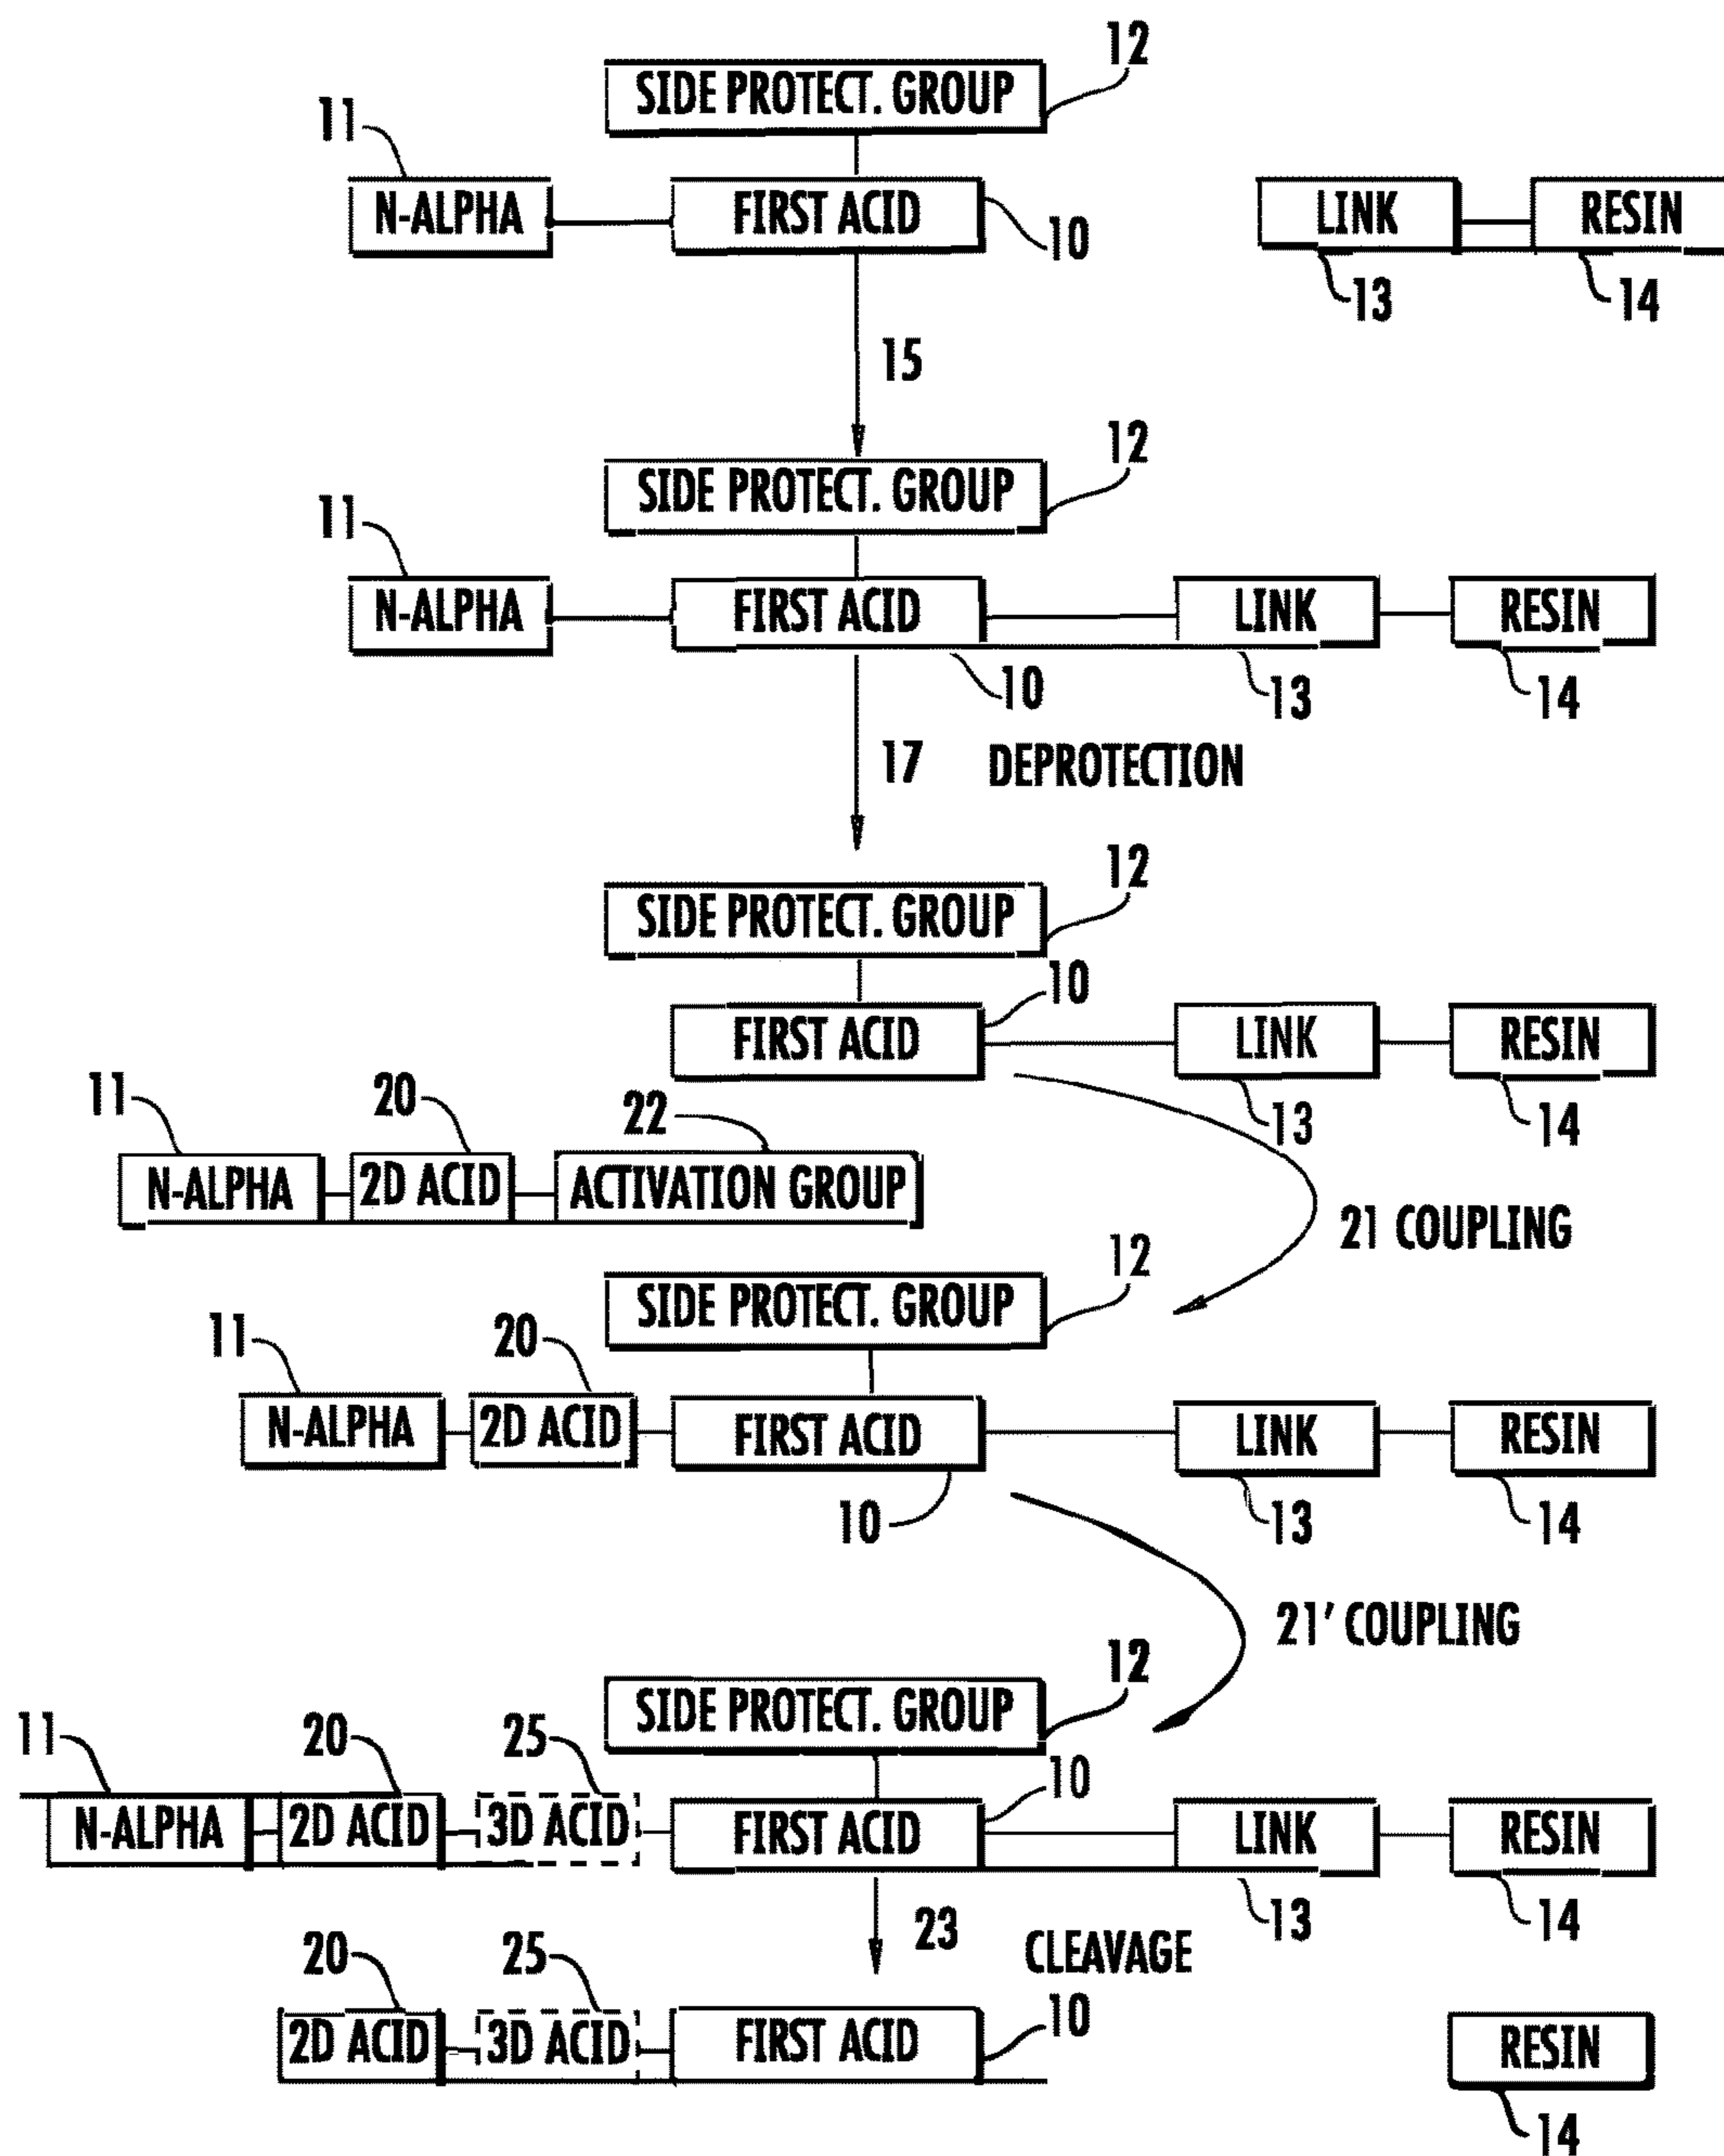 12
SIDE PROTECT. GROUP
11
N-ALPHA FIRST ACID 10 LINK RESIN
13 14
15
12
SIDE PROTECT. GROUP
11
N-ALPHA FIRST ACID LINK RESIN
10 13 14
17 DEPROTECTION
12
SIDE PROTECT. GROUP
10
FIRST ACID LINK RESIN
11 20 22 13 14
N-ALPHA 2D ACID ACTIVATION GROUP
21 COUPLING
12
SIDE PROTECT. GROUP
11 20
N-ALPHA 2D ACID FIRST ACID LINK RESIN
10 13 14
21' COUPLING
12
SIDE PROTECT. GROUP
11 20 25 10
N-ALPHA 2D ACID 3D ACID FIRST ACID LINK RESIN
13 14
23 CLEAVAGE
20 25 10
2D ACID 3D ACID FIRST ACID RESIN
14